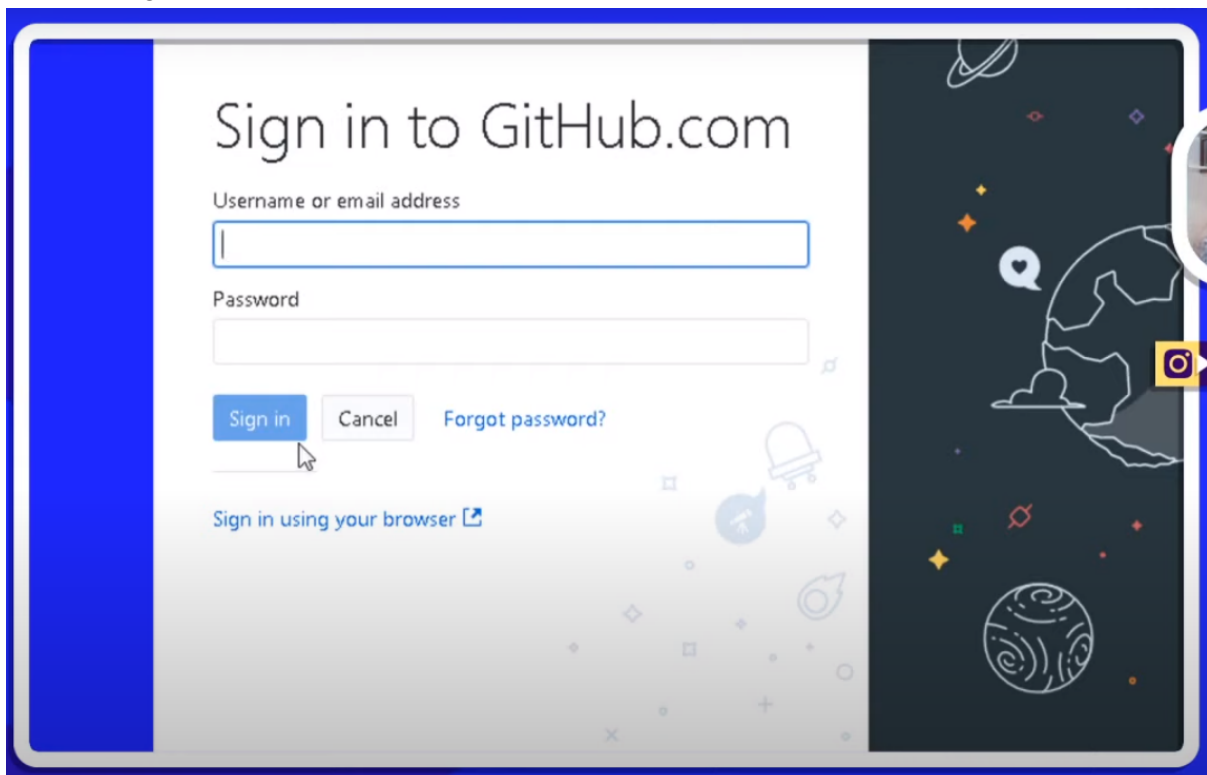 Sign in to GitHub.com
Username or email address
Password
Sign in Cancel Forgot password?
Sign in using your browser